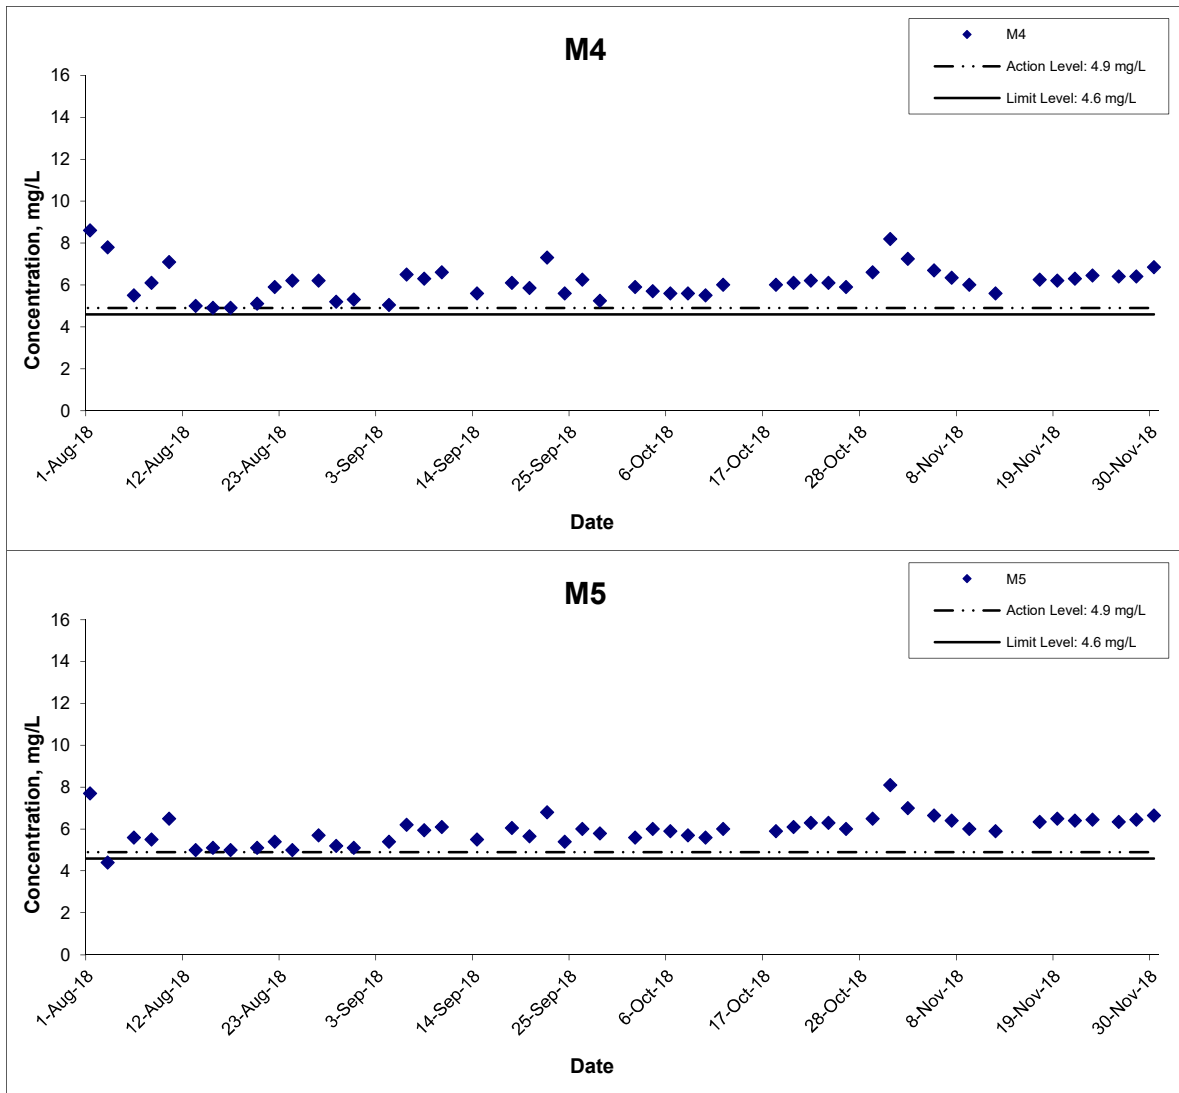 M4
M4
Action Level: 4.9 mg/L
Limit Level: 4.6 mg/L
Concentration, mg/L
16
14
12
10
8
6
4
2
0
1-Aug-18
12-Aug-18
23-Aug-18
3-Sep-18
14-Sep-18
25-Sep-18
6-Oct-18
17-Oct-18
28-Oct-18
8-Nov-18
19-Nov-18
30-Nov-18
Date
M5
M5
Action Level: 4.9 mg/L
Limit Level: 4.6 mg/L
Concentration, mg/L
16
14
12
10
8
6
4
2
0
1-Aug-18
12-Aug-18
23-Aug-18
3-Sep-18
14-Sep-18
25-Sep-18
6-Oct-18
17-Oct-18
28-Oct-18
8-Nov-18
19-Nov-18
30-Nov-18
Date